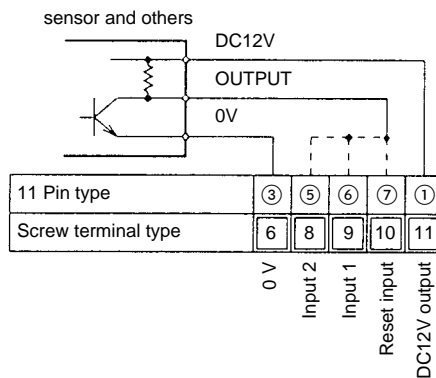 sensor and others
DC12V
OUTPUT
0V
11 Pin type ③ ⑤ ⑥ ⑦ ①
Screw terminal type 6 8 9 10 11
0 V
Input 2
Input 1
Reset input
DC12V output